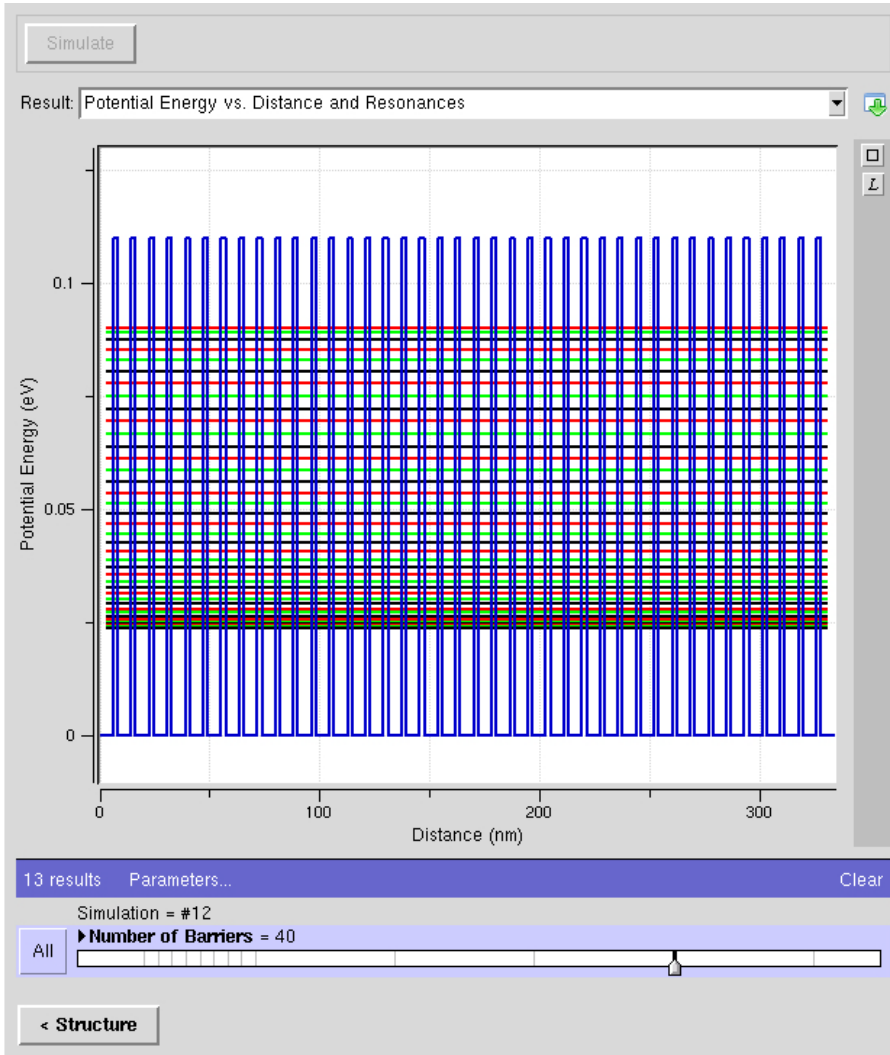 Simulate
Result: Potential Energy vs. Distance and Resonances
L
0.1
0.05
0
Potential Energy (eV)
0 100 200 300
Distance (nm)
13 results Parameters... Clear
Simulation = #12
All
Number of Barriers = 40
< Structure